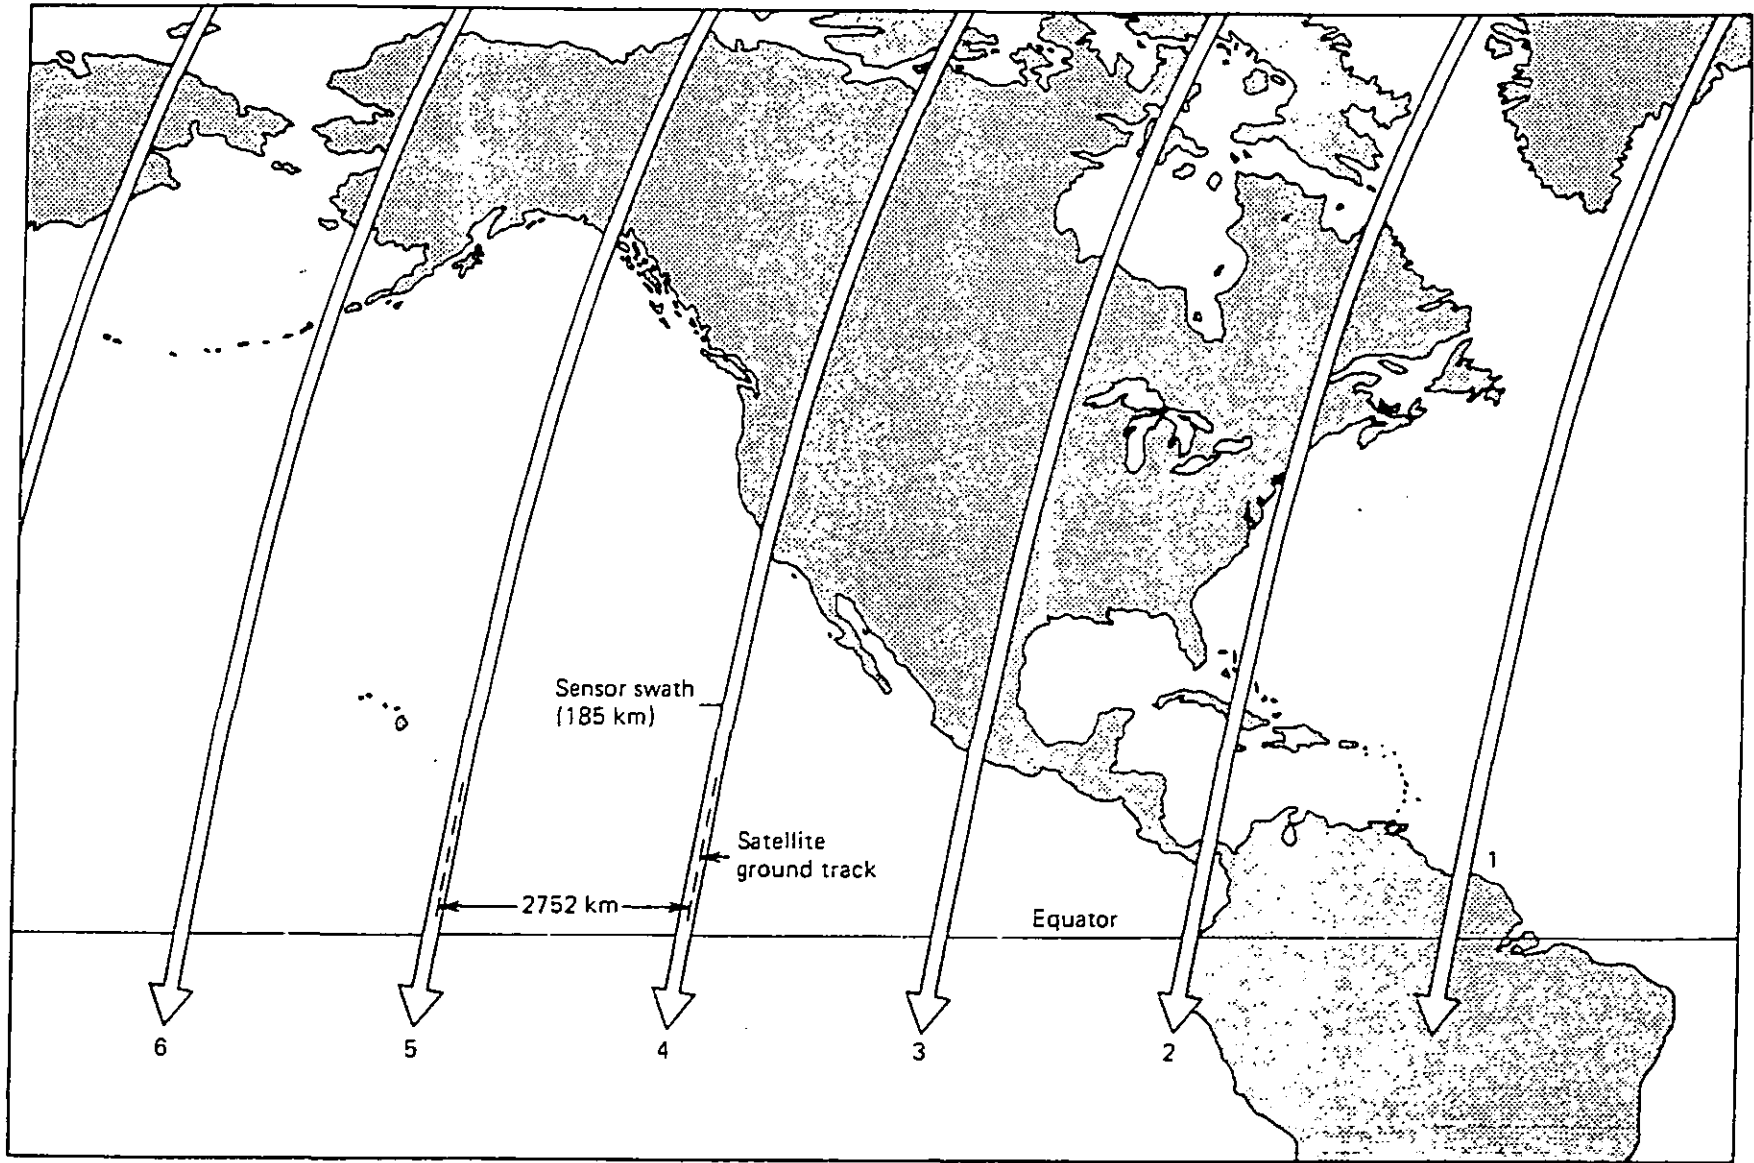 Sensor swath
(185 km)
Satellite
ground track
1
2752 km
Equator
6
5
4
3
2